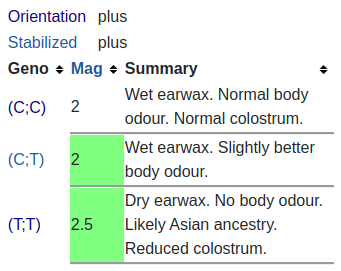 Orientation plus
Stabilized plus
Geno Mag Summary
(C;C) 2 Wet earwax. Normal body
odour. Normal colostrum.
(C;T) 2 Wet earwax. Slightly better
body odour.
Dry earwax. No body odour.
(T;T) 2.5 Likely Asian ancestry.
Reduced colostrum.